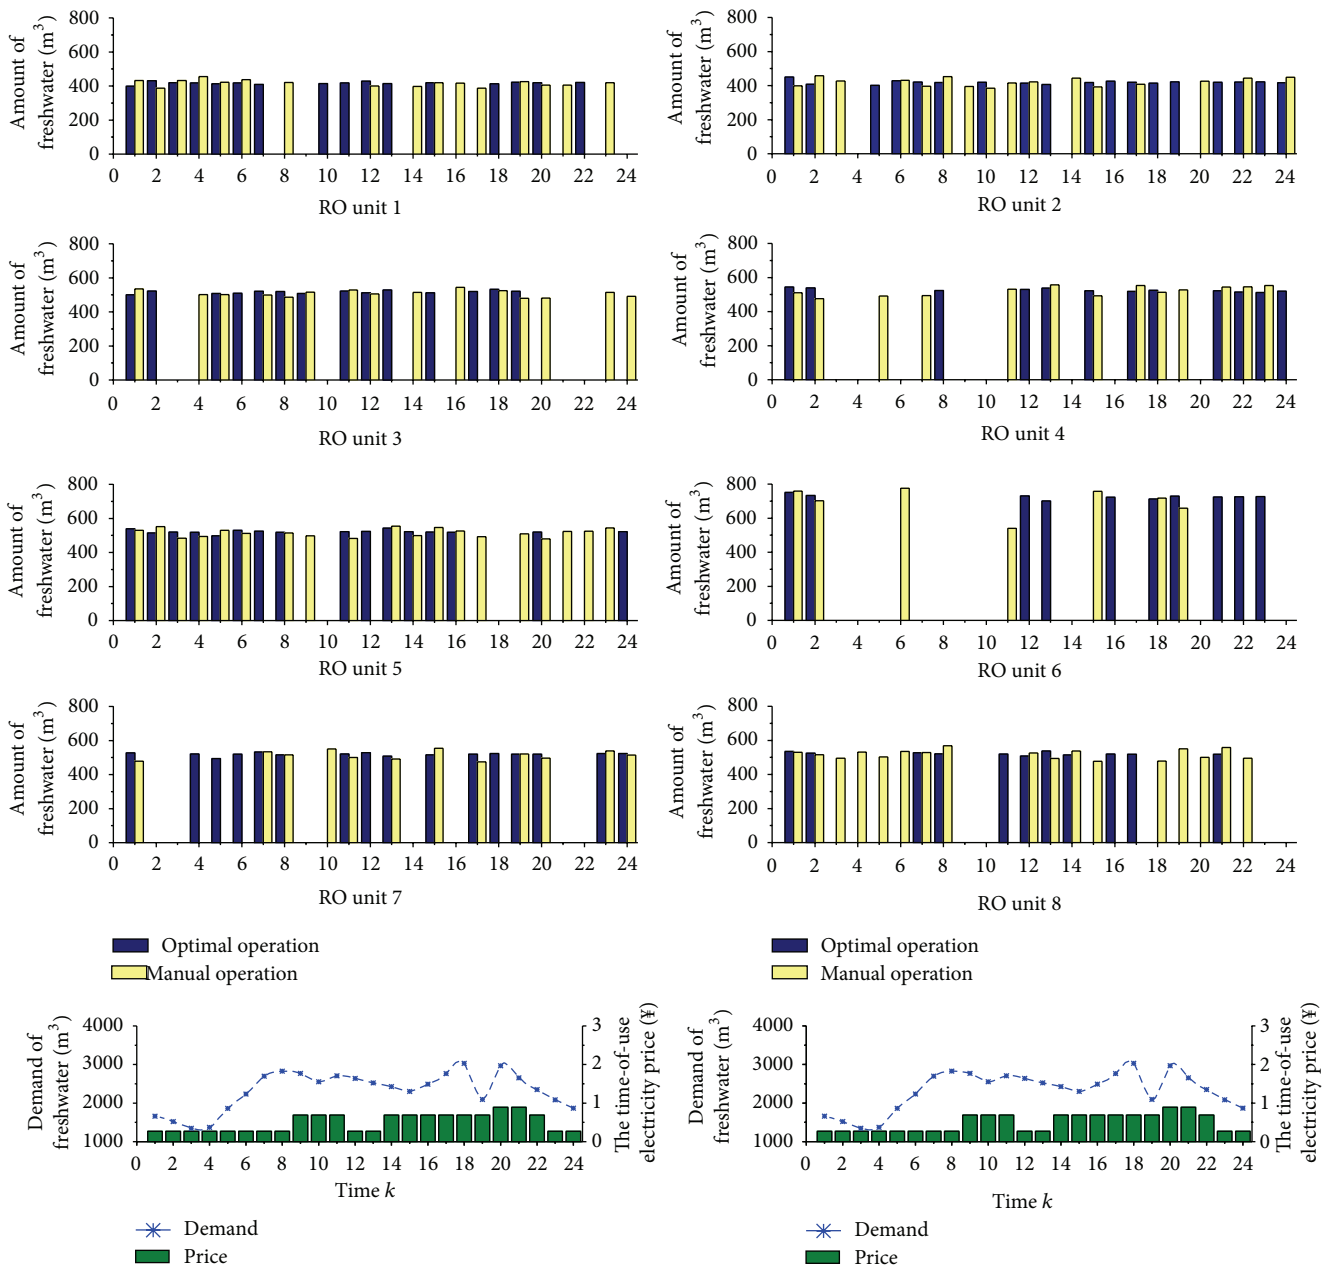 Amount of
freshwater (m³)
800
600
400
200
0
0 2 4 6 8 10 12 14 16 18 20 22 24
RO unit 1
Amount of
freshwater (m³)
800
600
400
200
0
0 2 4 6 8 10 12 14 16 18 20 22 24
RO unit 2
Amount of
freshwater (m³)
800
600
400
200
0
0 2 4 6 8 10 12 14 16 18 20 22 24
RO unit 3
Amount of
freshwater (m³)
800
600
400
200
0
0 2 4 6 8 10 12 14 16 18 20 22 24
RO unit 4
Amount of
freshwater (m³)
800
600
400
200
0
0 2 4 6 8 10 12 14 16 18 20 22 24
RO unit 5
Amount of
freshwater (m³)
800
600
400
200
0
0 2 4 6 8 10 12 14 16 18 20 22 24
RO unit 6
Amount of
freshwater (m³)
800
600
400
200
0
0 2 4 6 8 10 12 14 16 18 20 22 24
RO unit 7
Amount of
freshwater (m³)
800
600
400
200
0
0 2 4 6 8 10 12 14 16 18 20 22 24
RO unit 8
Optimal operation
Manual operation
Optimal operation
Manual operation
Demand of
freshwater (m³)
4000
3000
2000
1000
0 2 4 6 8 10 12 14 16 18 20 22 24
3
2
1
0
The time-of-use
electricity price (¥)
Time k
Demand
Price
Demand of
freshwater (m³)
4000
3000
2000
1000
0 2 4 6 8 10 12 14 16 18 20 22 24
3
2
1
0
The time-of-use
electricity price (¥)
Time k
Demand
Price